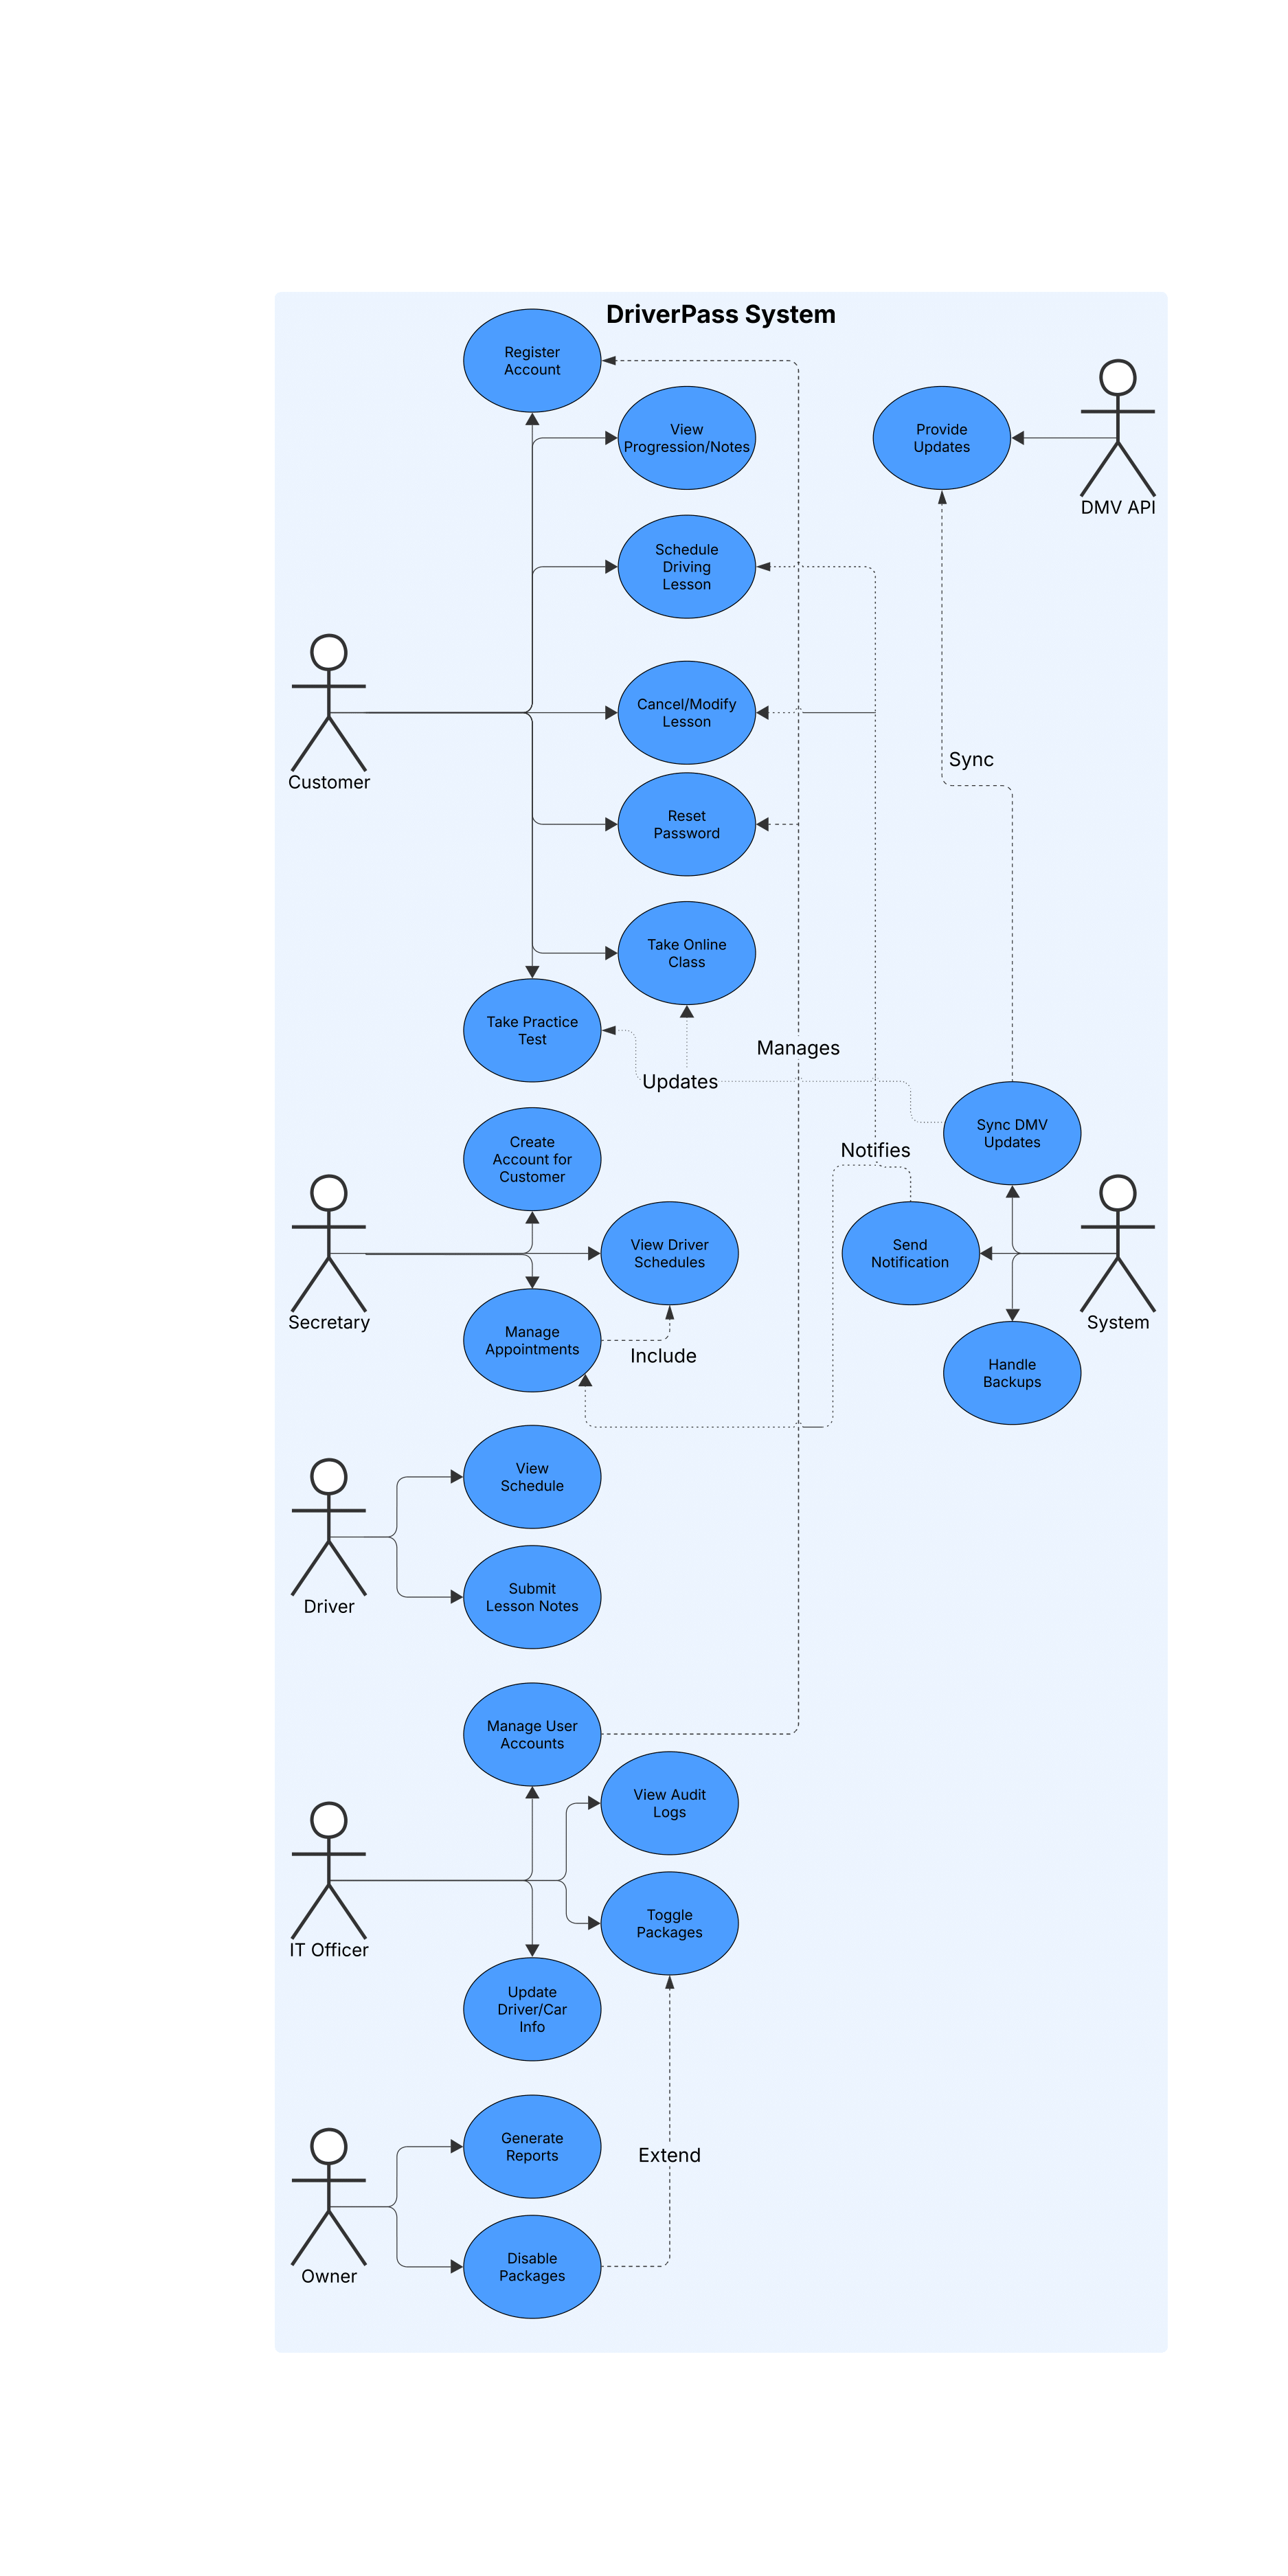 DriverPass System
Register
Account
View
Progression/Notes
Provide
Updates
DMV API
Schedule
Driving
Lesson
Customer
Cancel/Modify
Lesson
Sync
Reset
Password
Take Online
Class
Take Practice
Test
Manages
Updates
Sync DMV
Updates
Create
Account for
Customer
Notifies
Secretary
View Driver
Schedules
Send
Notification
System
Manage
Appointments
Include
Handle
Backups
View
Schedule
Driver
Submit
Lesson Notes
Manage User
Accounts
View Audit
Logs
IT Officer
Toggle
Packages
Update
Driver/Car
Info
Generate
Reports
Extend
Owner
Disable
Packages